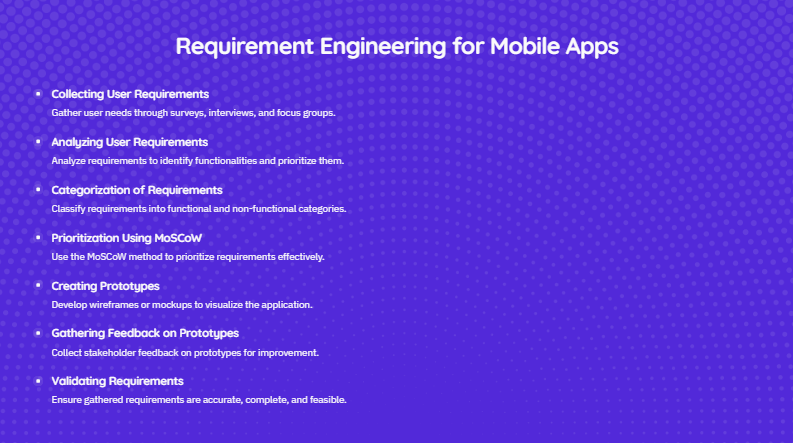 Requirement Engineering for Mobile Apps
Collecting User Requirements
Gather user needs through surveys, interviews, and focus groups.
Analyzing User Requirements
Analyze requirements to identify functionalities and prioritize them.
Categorization of Requirements
Classify requirements into functional and non-functional categories.
Prioritization Using MoSCoW
Use the MoSCoW method to prioritize requirements effectively.
Creating Prototypes
Develop wireframes or mockups to visualize the application.
Gathering Feedback on Prototypes
Collect stakeholder feedback on prototypes for improvement.
Validating Requirements
Ensure gathered requirements are accurate, complete, and feasible.